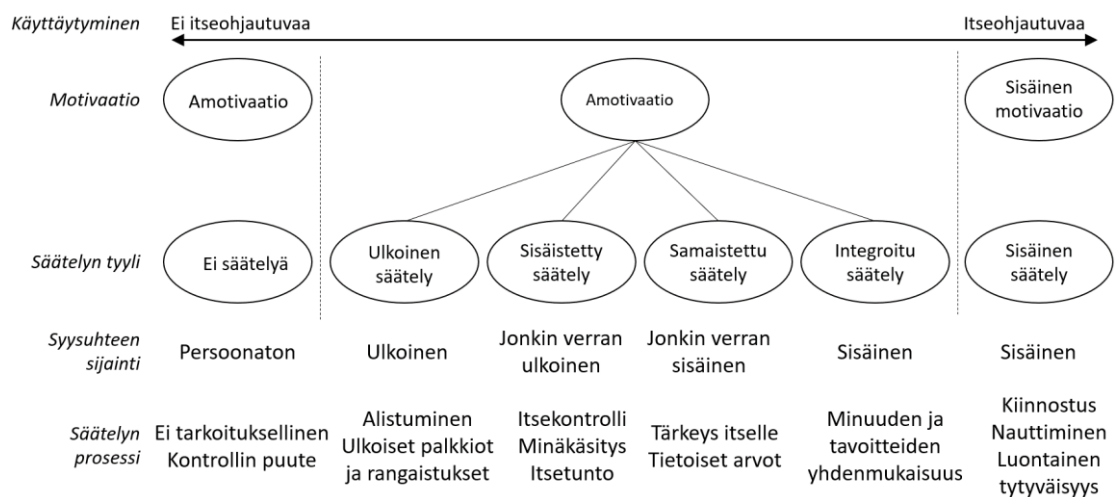 Käyttäytyminen
Ei itseohjautuvaa
Itseohjautuvaa
Motivaatio
Amotivaatio
Amotivaatio
Sisäinen
motivaatio
Säätelyn tyyli
Ei säätelyä
Ulkoinen
säätely
Sisäistetty
säätely
Samaistettu
säätely
Integroitu
säätely
Sisäinen
säätely
Syysuhteen
sijainti
Persoonaton
Ulkoinen
Jonkin verran
ulkoinen
Jonkin verran
sisäinen
Sisäinen
Sisäinen
Säätelyn
prosessi
Ei tarkoituksellinen
Kontrollin puute
Alistuminen
Ulkoiset palkkiot
ja rangaistukset
Itsekontrolli
Minäkäsitys
Itsetunto
Tärkeys itselle
Tietoiset arvot
Minuuden ja
tavoitteiden
yhdenmukaisuus
Kiinnostus
Nauttiminen
Luontainen
tytyväisyys